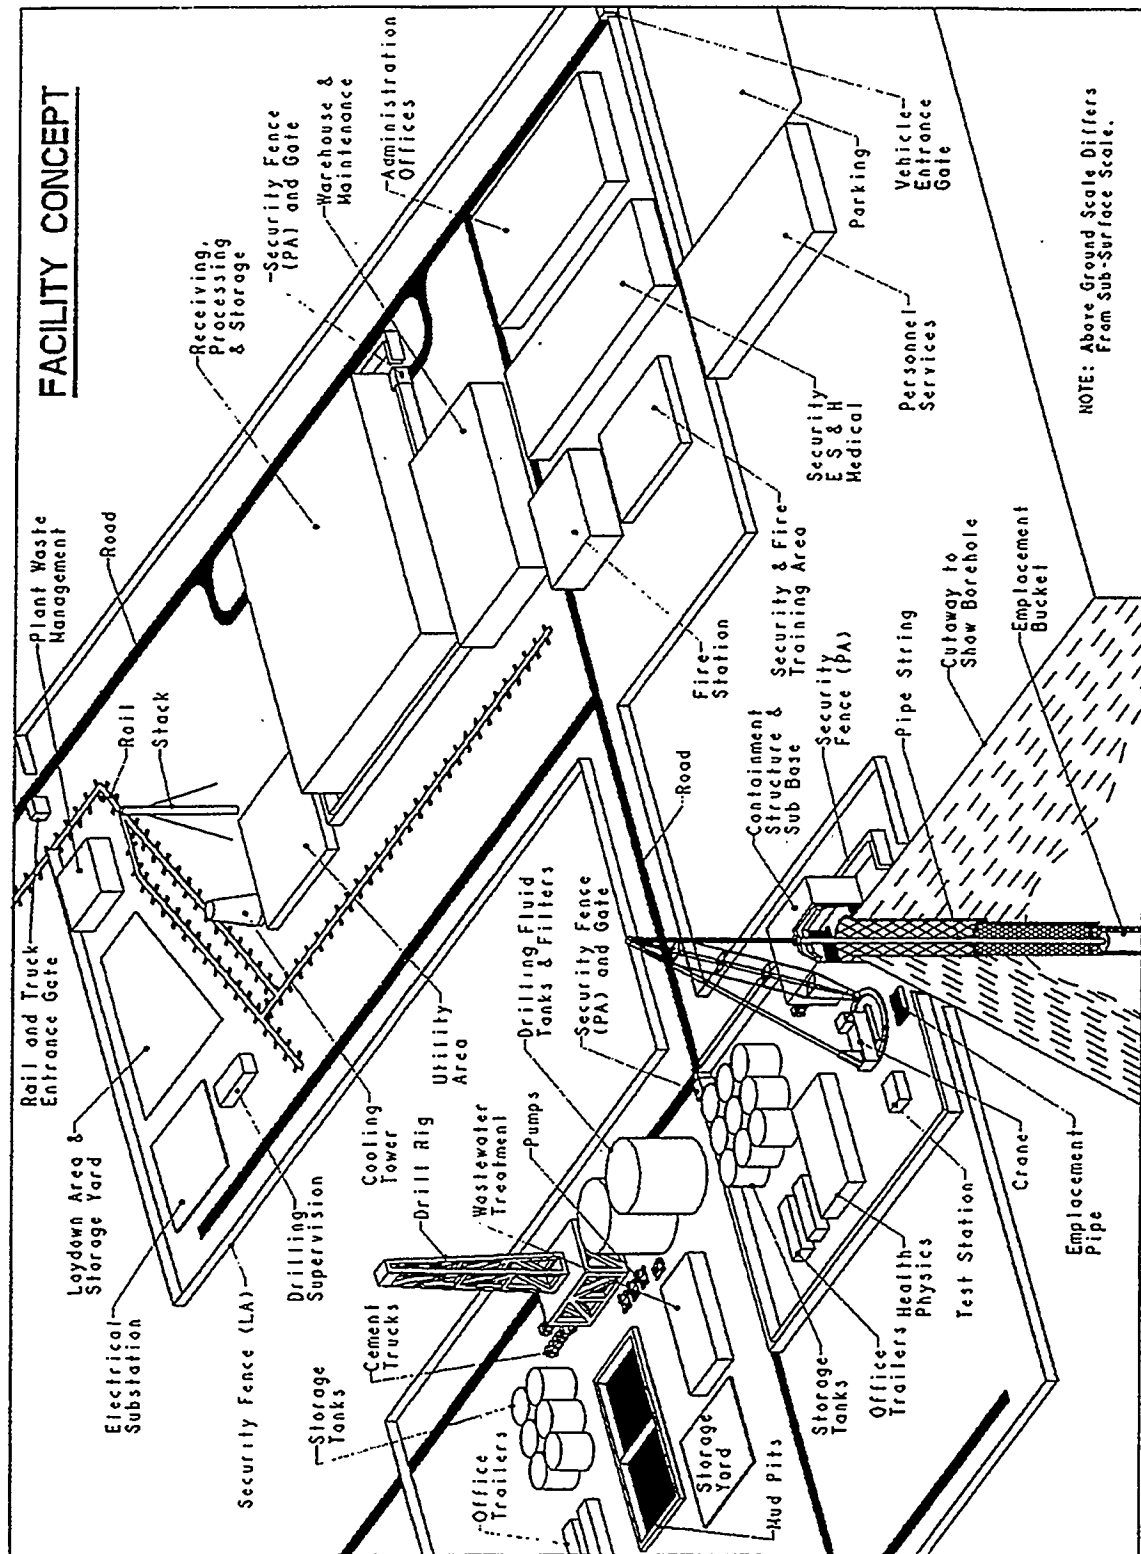 FACILITY CONCEPT
Rail and Truck
Entrance Gate
Plant Waste
Management
Road
Rail
Stack
Receiving,
Processing
& Storage
Security Fence
(PA) and Gate
Warehouse &
Maintenance
Administration
Offices
Laydown Area &
Storage Yard
Electrical
Substation
Security Fence (LA)
Drilling
Supervision
Cooling
Tower
Utility
Area
Storage
Tanks
Cement
Trucks
Drill Rig
Wastewater
Treatment
Pumps
Drilling Fluid
Tanks & Filters
Security Fence
(PA) and Gate
Road
Fire
Station
Security & Fire
Training Area
Security
E S & H
Medical
Personnel
Services
Parking
Vehicle
Entrance
Gate
Office
Trailers
Storage
Yard
Mud Pits
Storage
Tanks
Office
Trailers
Health
Physics
Test Station
Crane
Emplacement
Pipe
Containment
Structure &
Sub Base
Security
Fence (PA)
Pipe String
Cutaway to
Show Borehole
Emplacement
Bucket
NOTE: Above Ground Scale Differs
From Sub-Surface Scale.